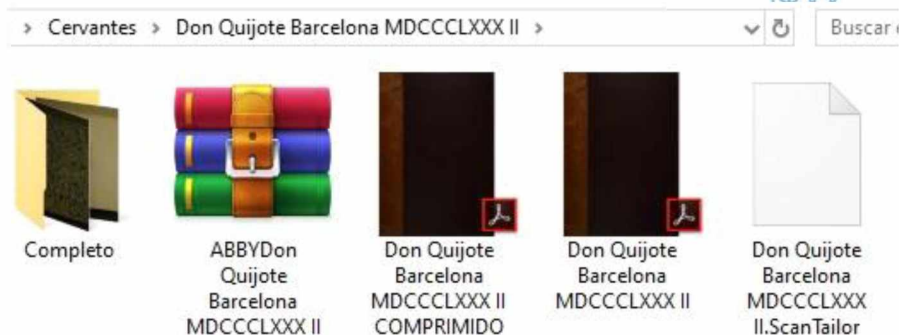 > Cervantes > Don Quijote Barcelona MDCCCLXXX II >
Buscar
Completo
ABBYDon
Quijote
Barcelona
MDCCCLXXX II
Don Quijote
Barcelona
MDCCCLXXX II
COMPRIMIDO
Don Quijote
Barcelona
MDCCCLXXX II
Don Quijote
Barcelona
MDCCCLXXX
II.ScanTailor